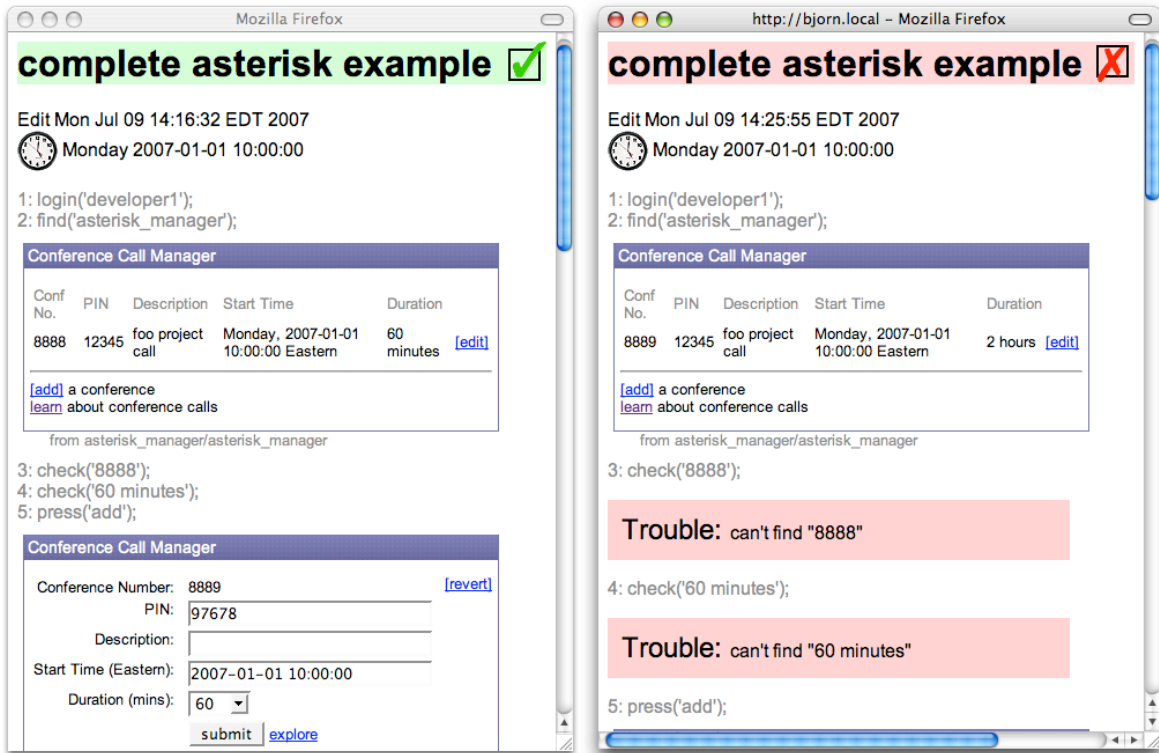 Mozilla Firefox
complete asterisk example
Edit Mon Jul 09 14:16:32 EDT 2007
Monday 2007-01-01 10:00:00
1: login('developer1');
2: find('asterisk_manager');
Conference Call Manager
Conf No. PIN Description Start Time Duration
8888 12345 foo project call Monday, 2007-01-01 10:00:00 Eastern 60 minutes [edit]
[add] a conference
learn about conference calls
from asterisk_manager/asterisk_manager
3: check('8888');
4: check('60 minutes');
5: press('add');
Conference Call Manager
Conference Number: 8889 [revert]
PIN: 97678
Description:
Start Time (Eastern): 2007-01-01 10:00:00
Duration (mins): 60
submit explore
http://bjorn.local – Mozilla Firefox
complete asterisk example
Edit Mon Jul 09 14:25:55 EDT 2007
Monday 2007-01-01 10:00:00
1: login('developer1');
2: find('asterisk_manager');
Conference Call Manager
Conf No. PIN Description Start Time Duration
8889 12345 foo project call Monday, 2007-01-01 10:00:00 Eastern 2 hours [edit]
[add] a conference
learn about conference calls
from asterisk_manager/asterisk_manager
3: check('8888');
Trouble: can't find "8888"
4: check('60 minutes');
Trouble: can't find "60 minutes"
5: press('add');